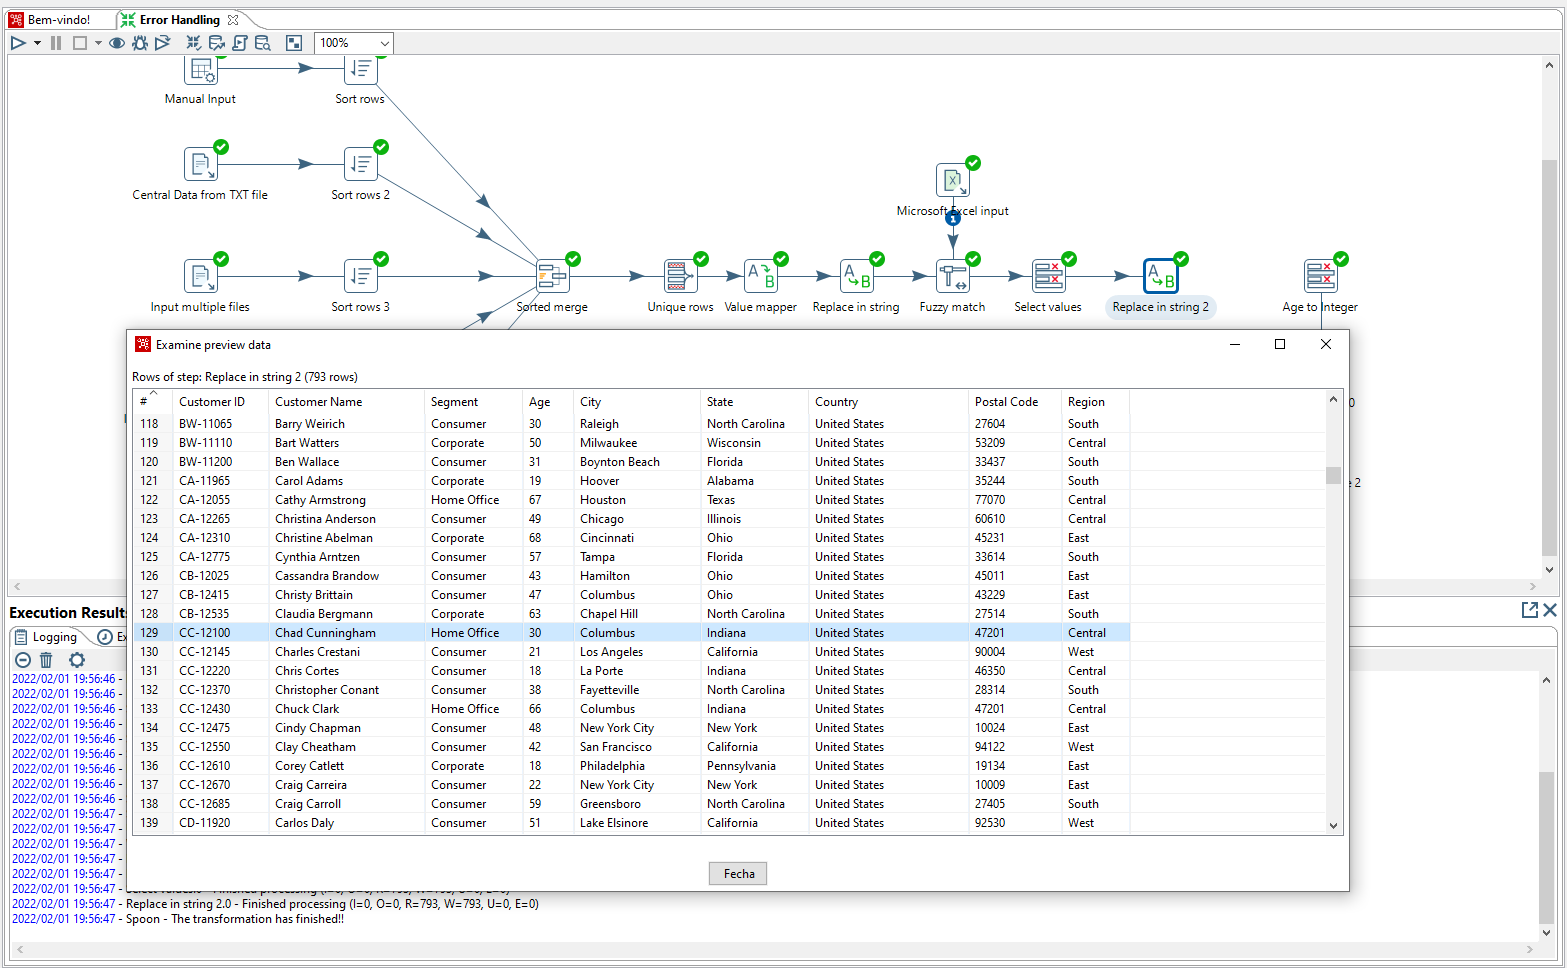 Bem-vindo!
Error Handling
100%
Manual Input
Sort rows
Central Data from TXT file
Sort rows 2
Microsoft Excel input
Input multiple files
Sort rows 3
Sorted merge
Unique rows
Value mapper
Replace in string
Fuzzy match
Select values
Replace in string 2
Age to Integer
Examine preview data
Rows of step: Replace in string 2 (793 rows)
# Customer ID Customer Name Segment Age City State Country Postal Code Region
118 BW-11065 Barry Weirich Consumer 30 Raleigh North Carolina United States 27604 South
119 BW-11110 Bart Watters Corporate 50 Milwaukee Wisconsin United States 53209 Central
120 BW-11200 Ben Wallace Consumer 31 Boynton Beach Florida United States 33437 South
121 CA-11965 Carol Adams Corporate 19 Hoover Alabama United States 35244 South
122 CA-12055 Cathy Armstrong Home Office 67 Houston Texas United States 77070 Central
123 CA-12265 Christina Anderson Consumer 49 Chicago Illinois United States 60610 Central
124 CA-12310 Christine Abelman Corporate 68 Cincinnati Ohio United States 45231 East
125 CA-12775 Cynthia Arntzen Consumer 57 Tampa Florida United States 33614 South
126 CB-12025 Cassandra Brandow Consumer 43 Hamilton Ohio United States 45011 East
127 CB-12415 Christy Brittain Consumer 47 Columbus Ohio United States 43229 East
128 CB-12535 Claudia Bergmann Corporate 63 Chapel Hill North Carolina United States 27514 South
129 CC-12100 Chad Cunningham Home Office 30 Columbus Indiana United States 47201 Central
130 CC-12145 Charles Crestani Consumer 21 Los Angeles California United States 90004 West
131 CC-12220 Chris Cortes Consumer 18 La Porte Indiana United States 46350 Central
132 CC-12370 Christopher Conant Consumer 38 Fayetteville North Carolina United States 28314 South
133 CC-12430 Chuck Clark Home Office 66 Columbus Indiana United States 47201 Central
134 CC-12475 Cindy Chapman Consumer 48 New York City New York United States 10024 East
135 CC-12550 Clay Cheatham Consumer 42 San Francisco California United States 94122 West
136 CC-12610 Corey Catlett Corporate 18 Philadelphia Pennsylvania United States 19134 East
137 CC-12670 Craig Carreira Consumer 22 New York City New York United States 10009 East
138 CC-12685 Craig Carroll Consumer 59 Greensboro North Carolina United States 27405 South
139 CD-11920 Carlos Daly Consumer 51 Lake Elsinore California United States 92530 West
Fecha
0
e 2
Execution Results
Logging
Ex
2022/02/01 19:56:46 -
2022/02/01 19:56:46 -
2022/02/01 19:56:46 -
2022/02/01 19:56:46 -
2022/02/01 19:56:46 -
2022/02/01 19:56:46 -
2022/02/01 19:56:46 -
2022/02/01 19:56:46 -
2022/02/01 19:56:46 -
2022/02/01 19:56:47 -
2022/02/01 19:56:47 -
2022/02/01 19:56:47 -
2022/02/01 19:56:47 -
2022/02/01 19:56:47 -
2022/02/01 19:56:47 - Select values.0 - Finished processing (I=0, O=0, R=793, W=793, U=0, E=0)
2022/02/01 19:56:47 - Replace in string 2.0 - Finished processing (I=0, O=0, R=793, W=793, U=0, E=0)
2022/02/01 19:56:47 - Spoon - The transformation has finished!!